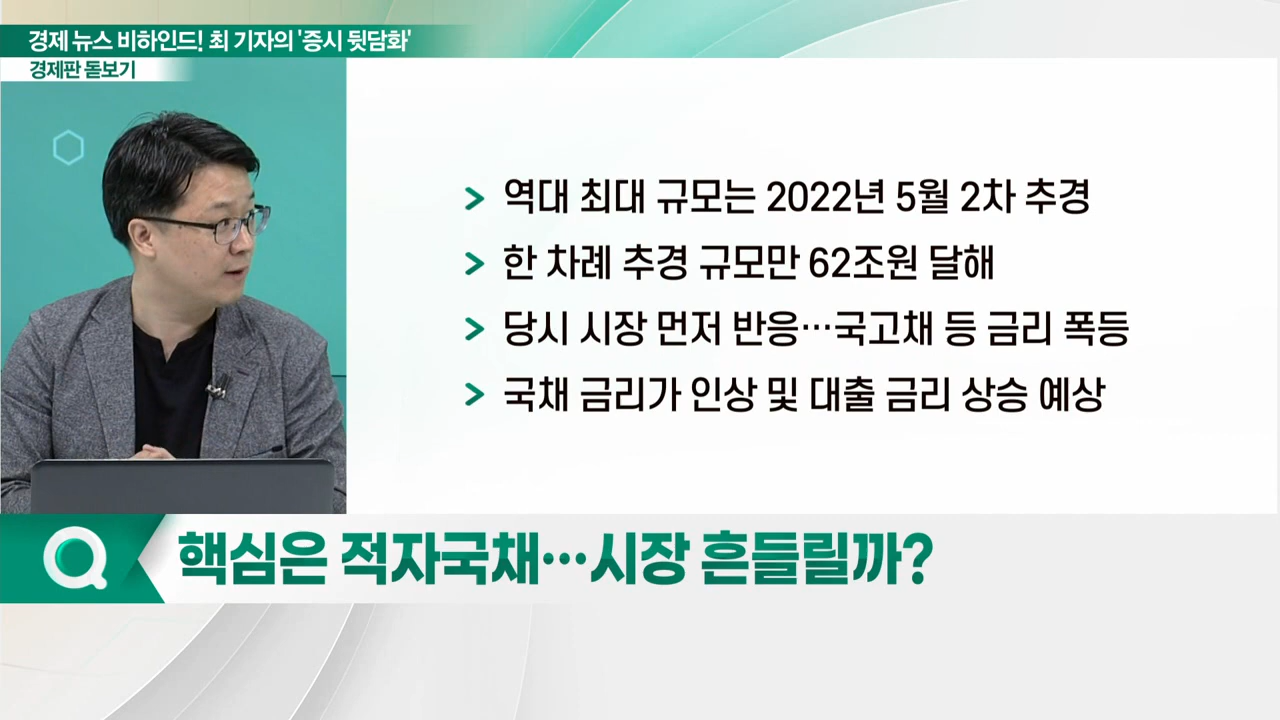 경제 뉴스 비하인드! 최 기자의 '증시 뒷담화'
경제판 돋보기
> 역대 최대 규모는 2022년 5월 2차 추경
> 한 차례 추경 규모만 62조원 달해
> 당시 시장 먼저 반응…국고채 등 금리 폭등
> 국채 금리가 인상 및 대출 금리 상승 예상
핵심은 적자국채…시장 흔들릴까?